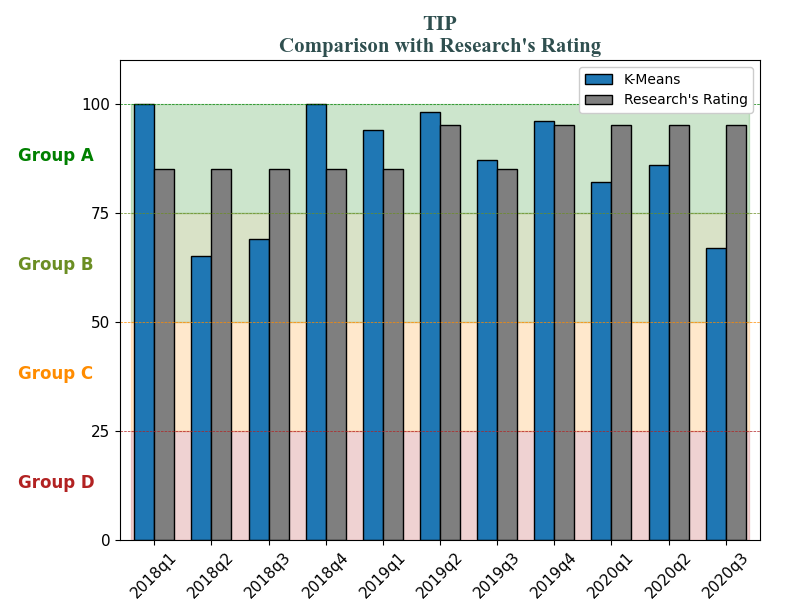 TIP
Comparison with Research's Rating
K-Means
Research's Rating
100
Group A
75
Group B
50
Group C
25
Group D
0
2018q1 2018q2 2018q3 2018q4 2019q1 2019q2 2019q3 2019q4 2020q1 2020q2 2020q3